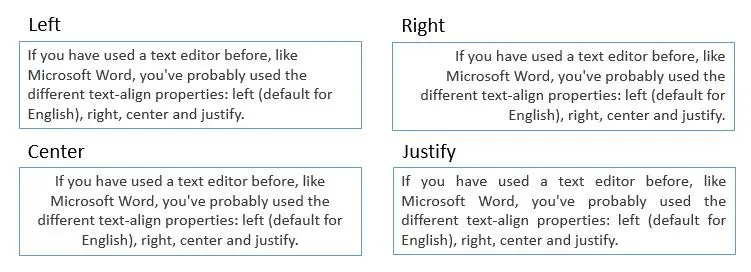 Left
If you have used a text editor before, like
Microsoft Word, you've probably used the
different text-align properties: left (default for
English), right, center and justify.
Right
If you have used a text editor before, like
Microsoft Word, you've probably used the
different text-align properties: left (default for
English), right, center and justify.
Center
If you have used a text editor before, like
Microsoft Word, you've probably used the
different text-align properties: left (default for
English), right, center and justify.
Justify
If you have used a text editor before, like
Microsoft Word, you've probably used the
different text-align properties: left (default for
English), right, center and justify.